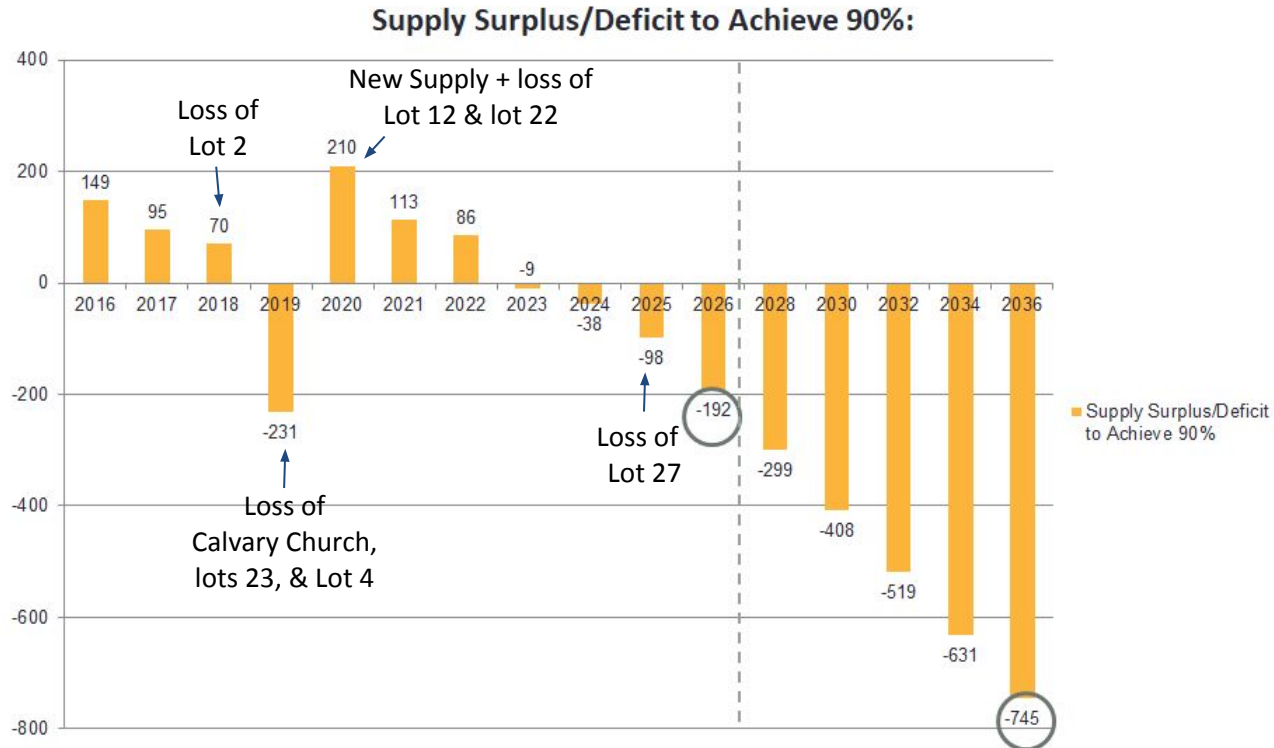 Supply Surplus/Deficit to Achieve 90%:
400
200
0
-200
-400
-600
-800
Loss of
Lot 2
New Supply + loss of
Lot 12 & lot 22
149
95
70
-231
210
113
86
-9
-38
-98
-192
-299
-408
-519
-631
-745
2016 2017 2018 2019 2020 2021 2022 2023 2024 2025 2026 2028 2030 2032 2034 2036
Loss of
Calvary Church,
lots 23, & Lot 4
Loss of
Lot 27
Supply Surplus/Deficit
to Achieve 90%